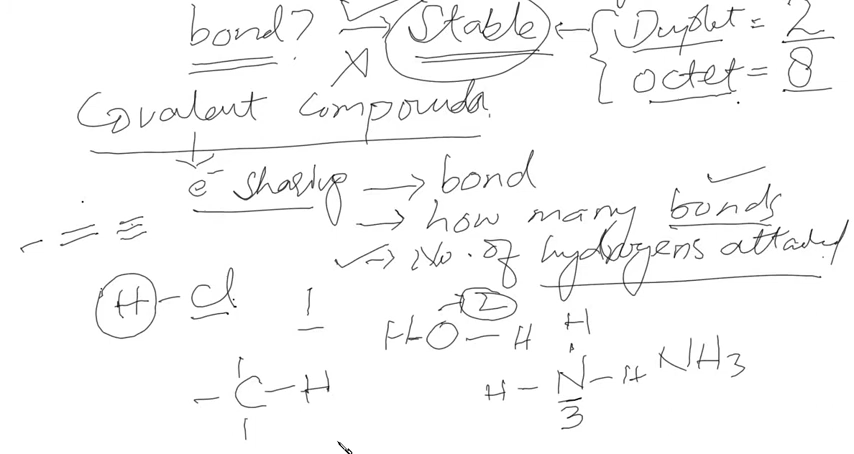 bond? X → Stable ← { Duplet = 2
octet = 8
Covalent Compounds.
e⁻ sharing → bond
→ how many bonds
- = ≡ → No. of hydrogens attached
H - Cl 1 H-O-H → 2
H
-C-H H - N - H NH3
3